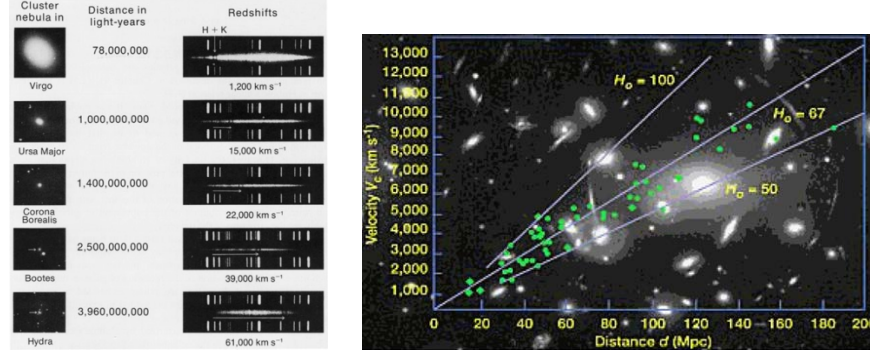 Cluster
nebula in
Distance in
light-years
Redshifts
H + K
78,000,000
Virgo
1,200 km s⁻¹
1,000,000,000
Ursa Major
15,000 km s⁻¹
1,400,000,000
Corona
Borealis
22,000 km s⁻¹
2,500,000,000
Bootes
39,000 km s⁻¹
3,960,000,000
Hydra
61,000 km s⁻¹
Velocity Vc (km s⁻¹)
13,000
12,000
11,000
10,000
9,000
8,000
7,000
6,000
5,000
4,000
3,000
2,000
1,000
Ho = 100
Ho = 67
Ho = 50
0 20 40 60 80 100 120 140 160 180 200
Distance d (Mpc)